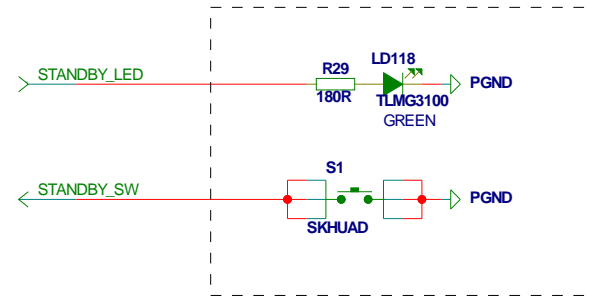 LD118
R29
STANDBY_LED
PGND
180R
TLMG3100
GREEN
S1
STANDBY_SW
PGND
SKHUAD